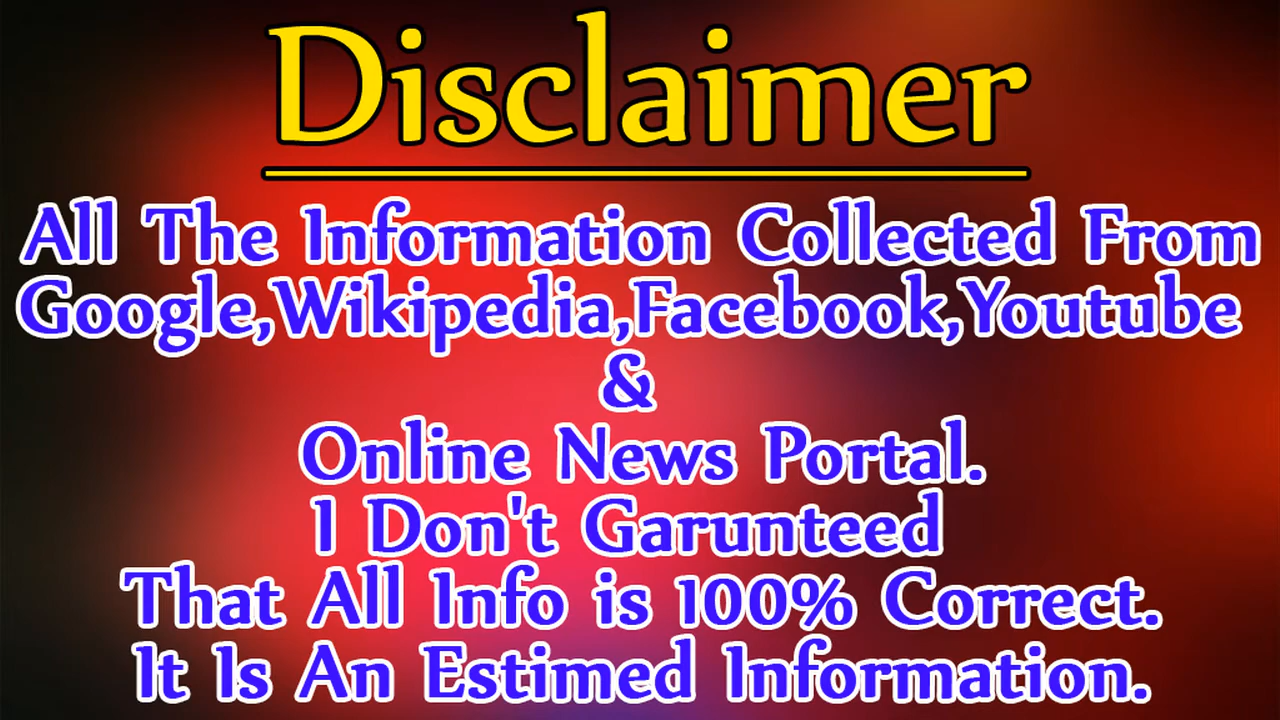 Disclaimer
All The Information Collected From
Google,Wikipedia,Facebook,Youtube
&
Online News Portal.
I Don't Garunteed
That All Info is 100% Correct.
It Is An Estimed Information.